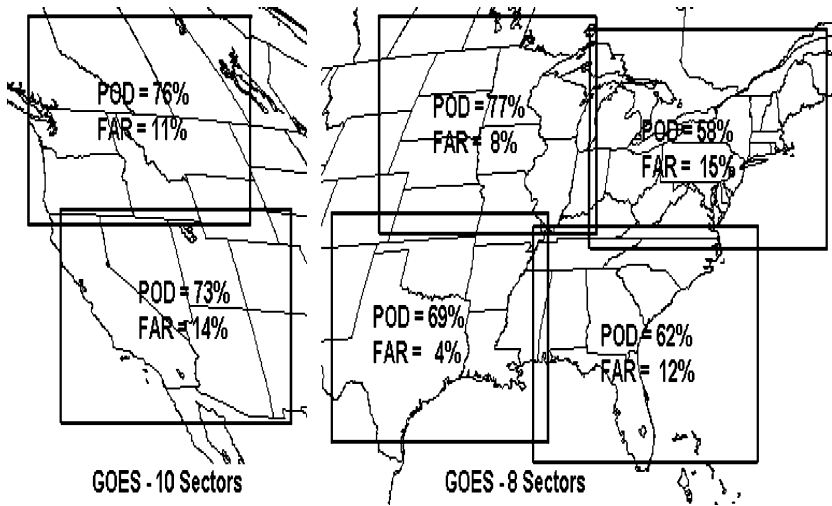 POD = 76%
FAR = 11%
POD = 77%
FAR = 8%
POD = 58%
FAR = 15%
POD = 73%
FAR = 14%
POD = 69%
FAR = 4%
POD = 62%
FAR = 12%
GOES - 10 Sectors
GOES - 8 Sectors